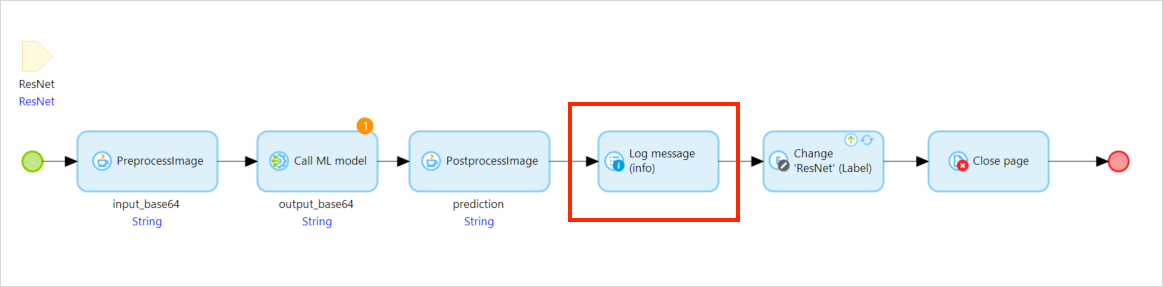 ResNet
ResNet
1
PreprocessImage
Call ML model
PostprocessImage
Log message
(info)
Change
'ResNet' (Label)
Close page
input_base64
String
output_base64
String
prediction
String